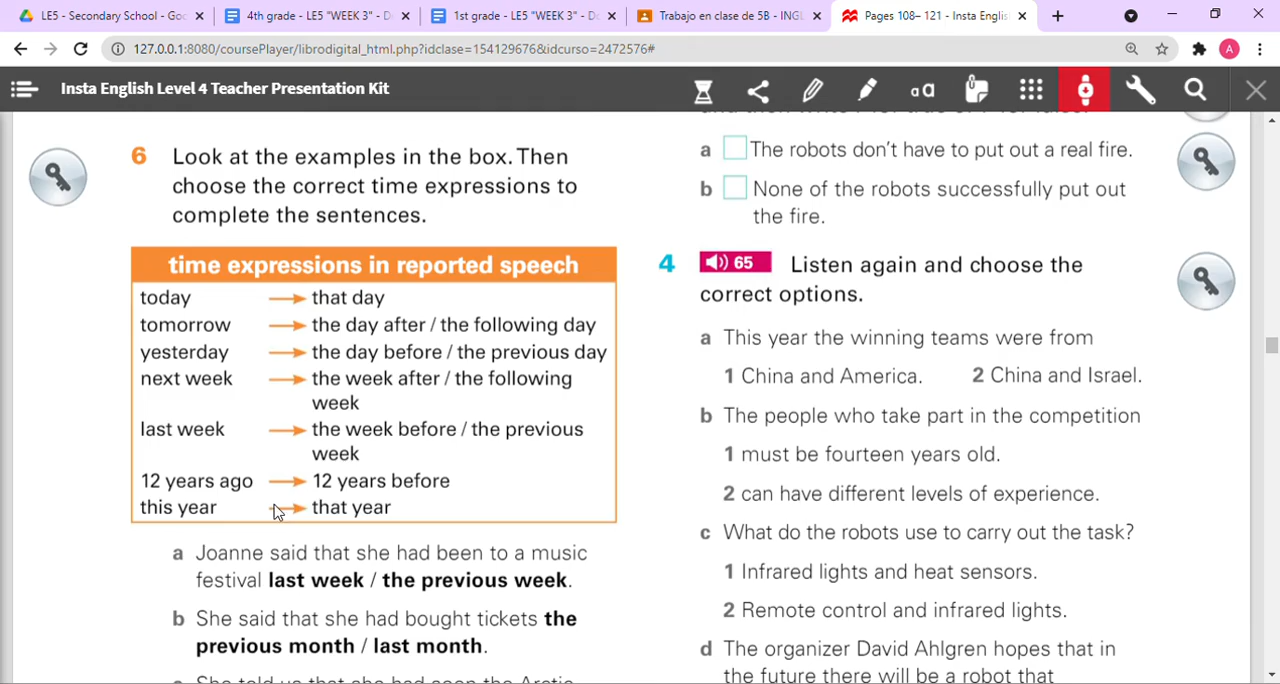 LE5 - Secondary School - Goo
4th grade - LE5 "WEEK 3" - D
1st grade - LE5 "WEEK 3" - Do
Trabajo en clase de 5B - INGL
Pages 108– 121 - Insta English
127.0.0.1:8080/coursePlayer/librodigital_html.php?idclase=154129676&idcurso=2472576#
A
Insta English Level 4 Teacher Presentation Kit
6 Look at the examples in the box. Then
choose the correct time expressions to
complete the sentences.
time expressions in reported speech
today → that day
tomorrow → the day after / the following day
yesterday → the day before / the previous day
next week → the week after / the following
week
last week → the week before / the previous
week
12 years ago → 12 years before
this year → that year
a Joanne said that she had been to a music
festival last week / the previous week.
b She said that she had bought tickets the
previous month / last month.
a The robots don't have to put out a real fire.
b None of the robots successfully put out
the fire.
4 65 Listen again and choose the
correct options.
a This year the winning teams were from
1 China and America. 2 China and Israel.
b The people who take part in the competition
1 must be fourteen years old.
2 can have different levels of experience.
c What do the robots use to carry out the task?
1 Infrared lights and heat sensors.
2 Remote control and infrared lights.
d The organizer David Ahlgren hopes that in
the future there will be a robot that